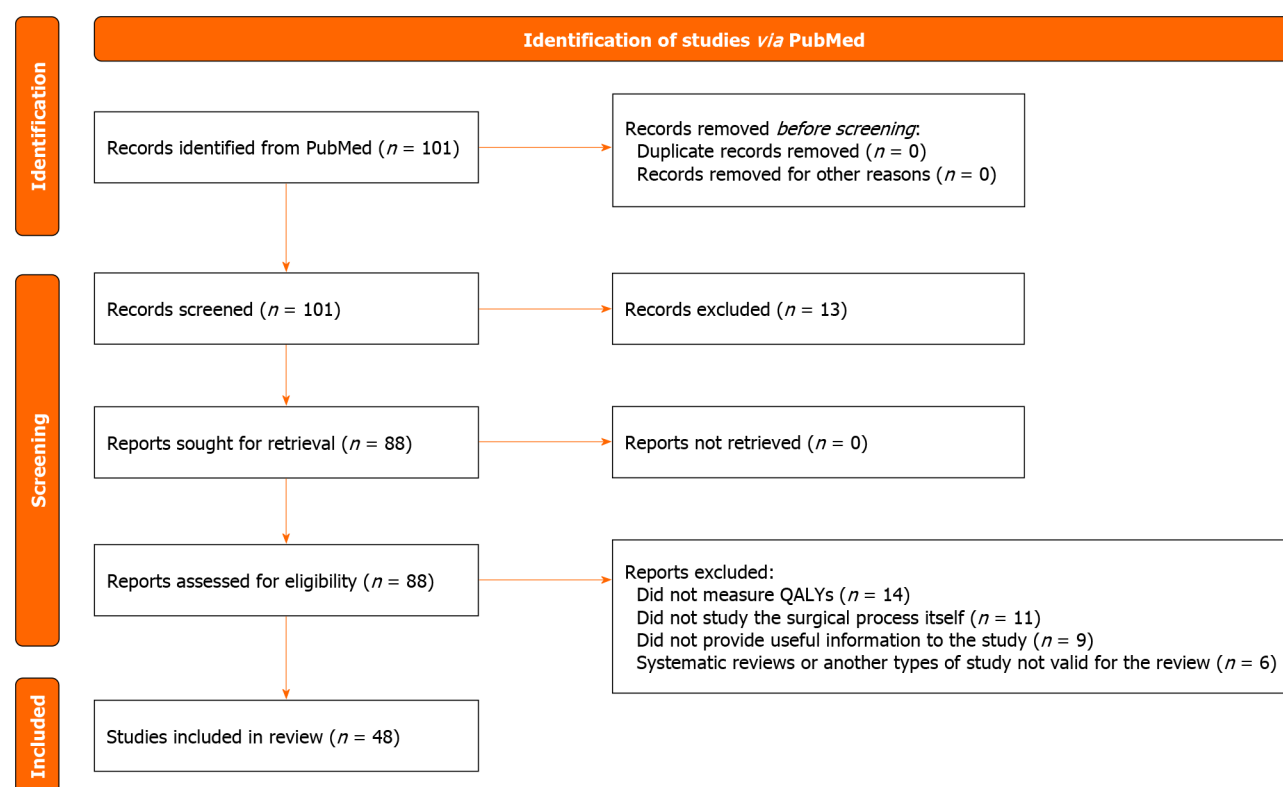 Identification of studies via PubMed
Identification
Records identified from PubMed (n = 101)
Records removed before screening:
Duplicate records removed (n = 0)
Records removed for other reasons (n = 0)
Screening
Records screened (n = 101)
Records excluded (n = 13)
Reports sought for retrieval (n = 88)
Reports not retrieved (n = 0)
Reports assessed for eligibility (n = 88)
Reports excluded:
Did not measure QALYs (n = 14)
Did not study the surgical process itself (n = 11)
Did not provide useful information to the study (n = 9)
Systematic reviews or another types of study not valid for the review (n = 6)
Included
Studies included in review (n = 48)